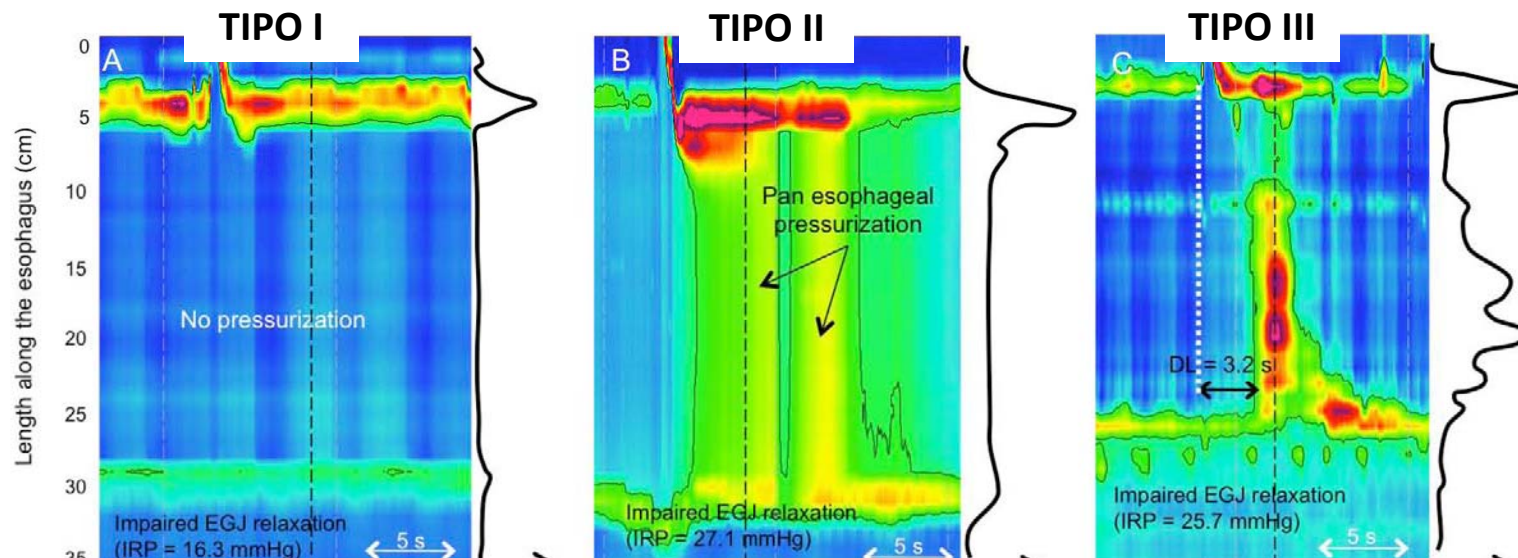 TIPO I
TIPO II
TIPO III
Length along the esophagus (cm)
0
5
10
15
20
25
30
35
A
No pressurization
Impaired EGJ relaxation
(IRP = 16.3 mmHg)
5 s
B
Pan esophageal
pressurization
Impaired EGJ relaxation
(IRP = 27.1 mmHg)
5 s
C
DL = 3.2 s
Impaired EGJ relaxation
(IRP = 25.7 mmHg)
5 s